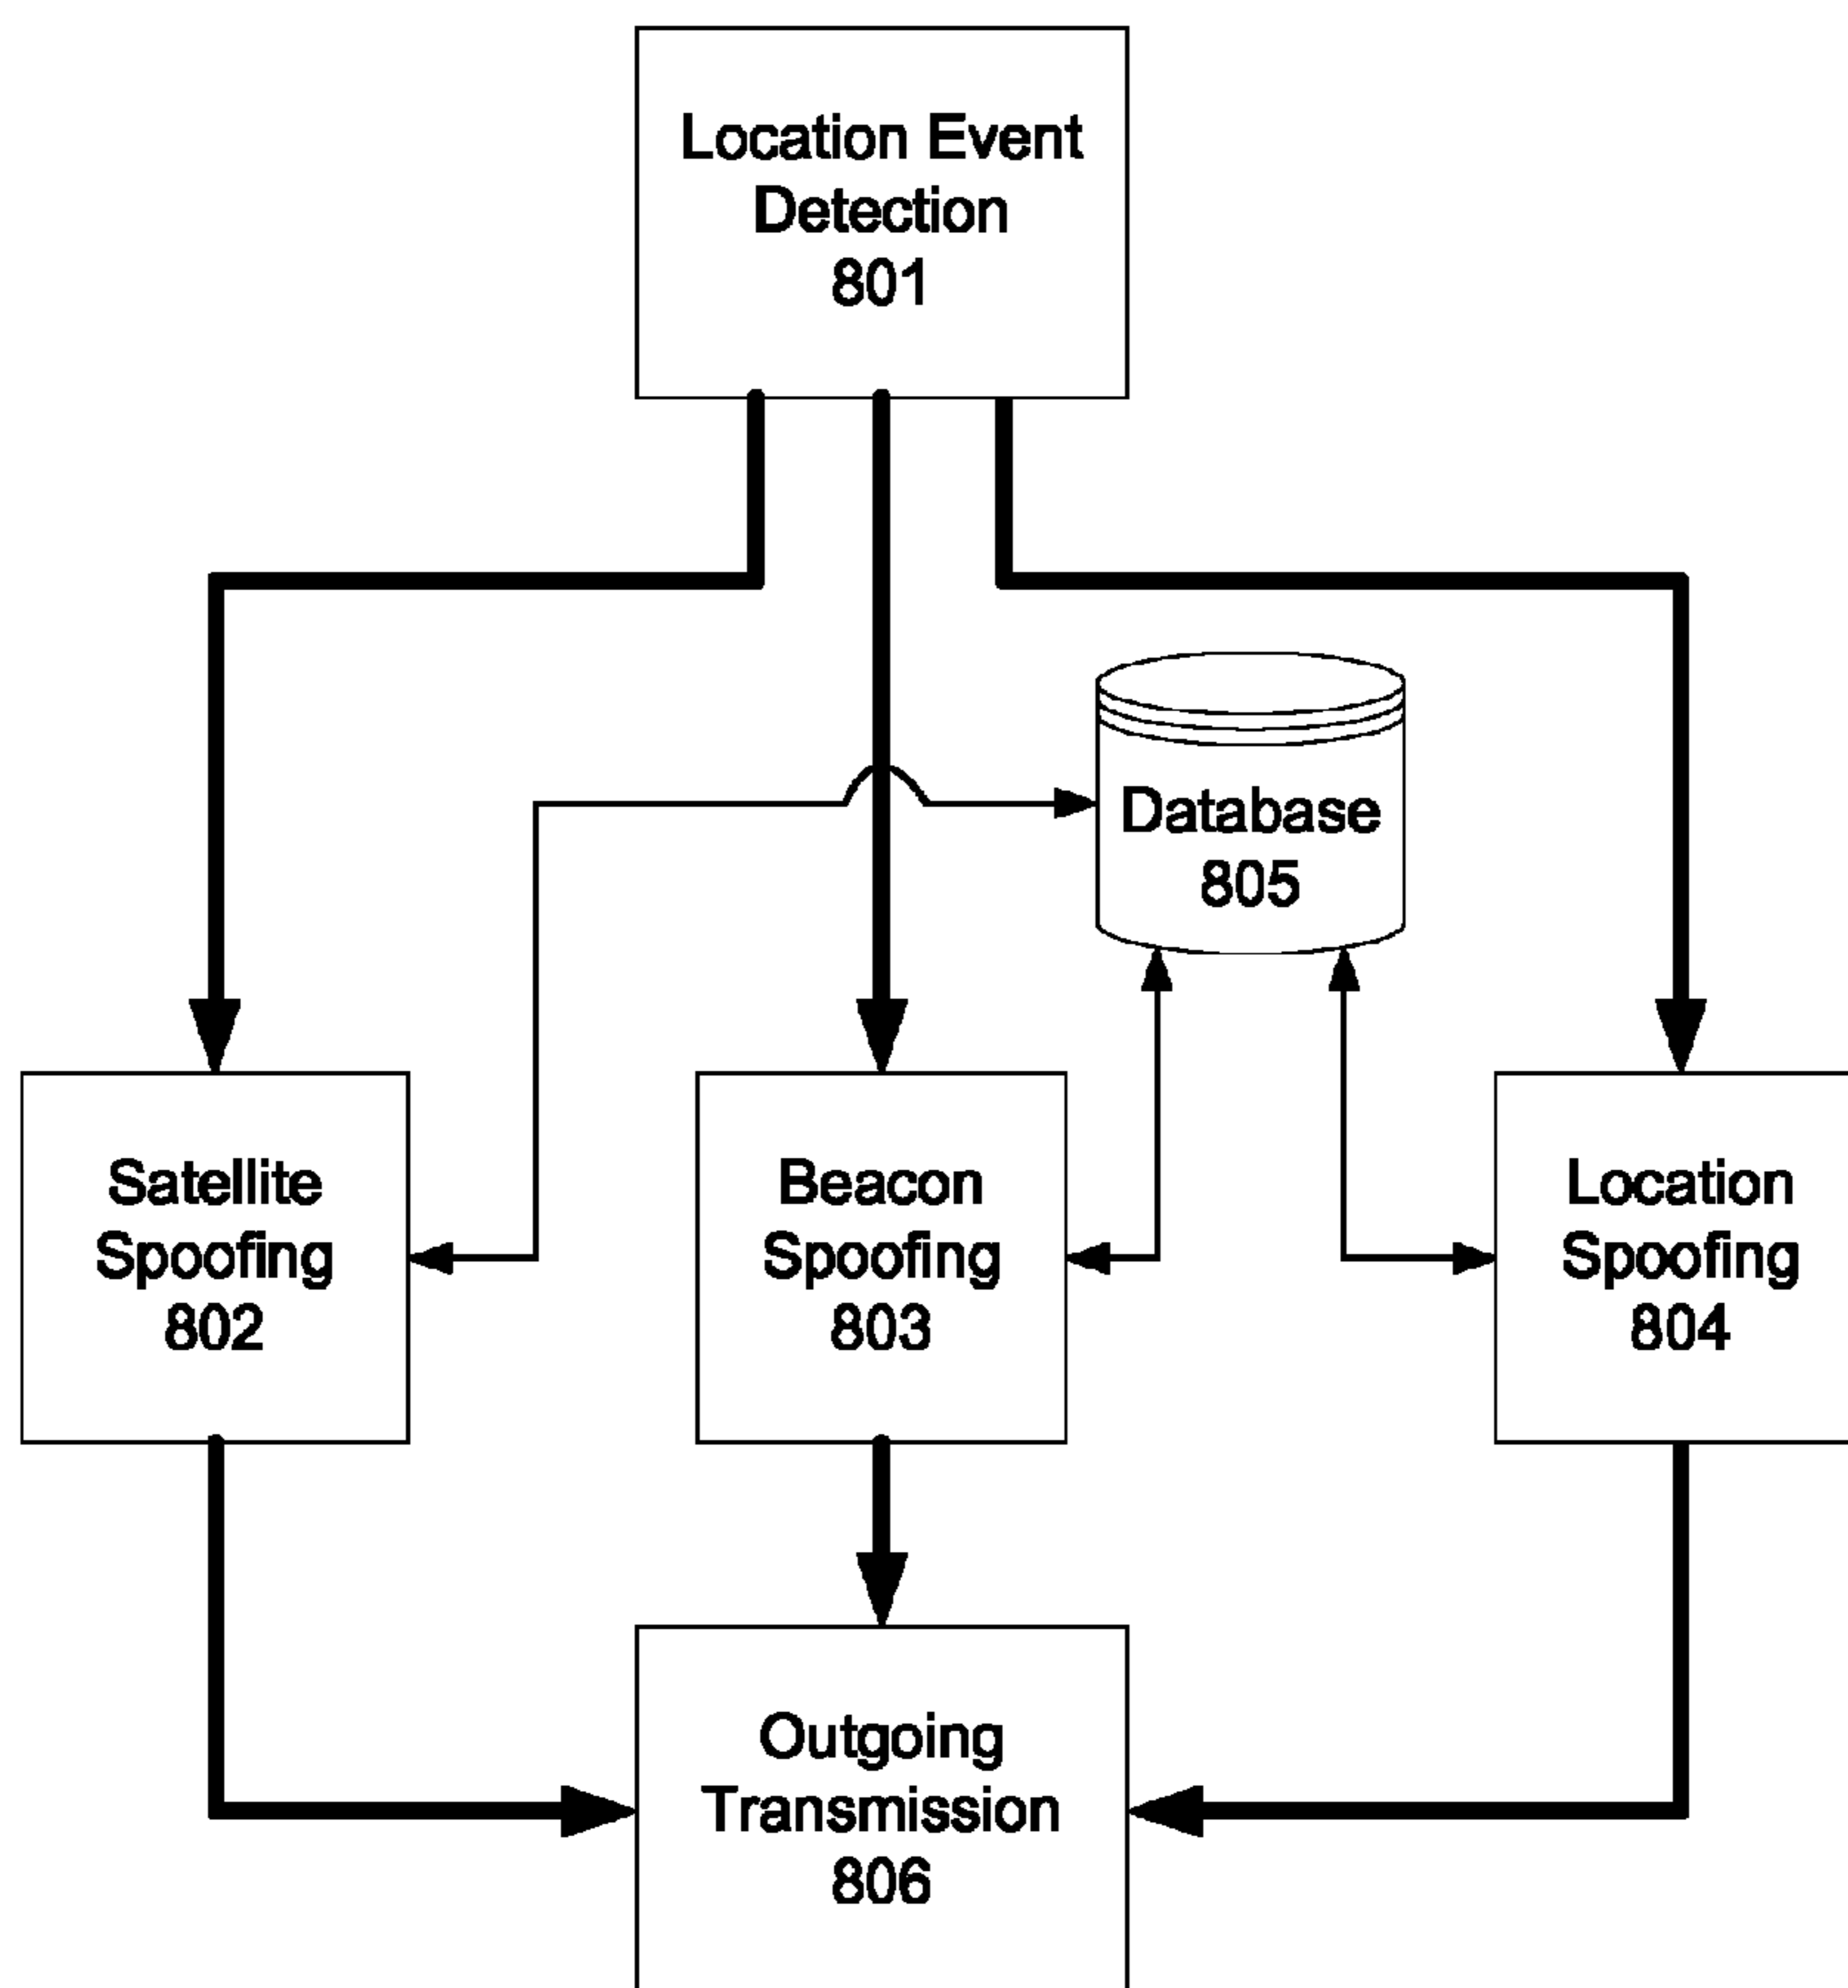 Location Event
Detection
801
Database
805
Satellite
Spoofing
802
Beacon
Spoofing
803
Location
Spoofing
804
Outgoing
Transmission
806